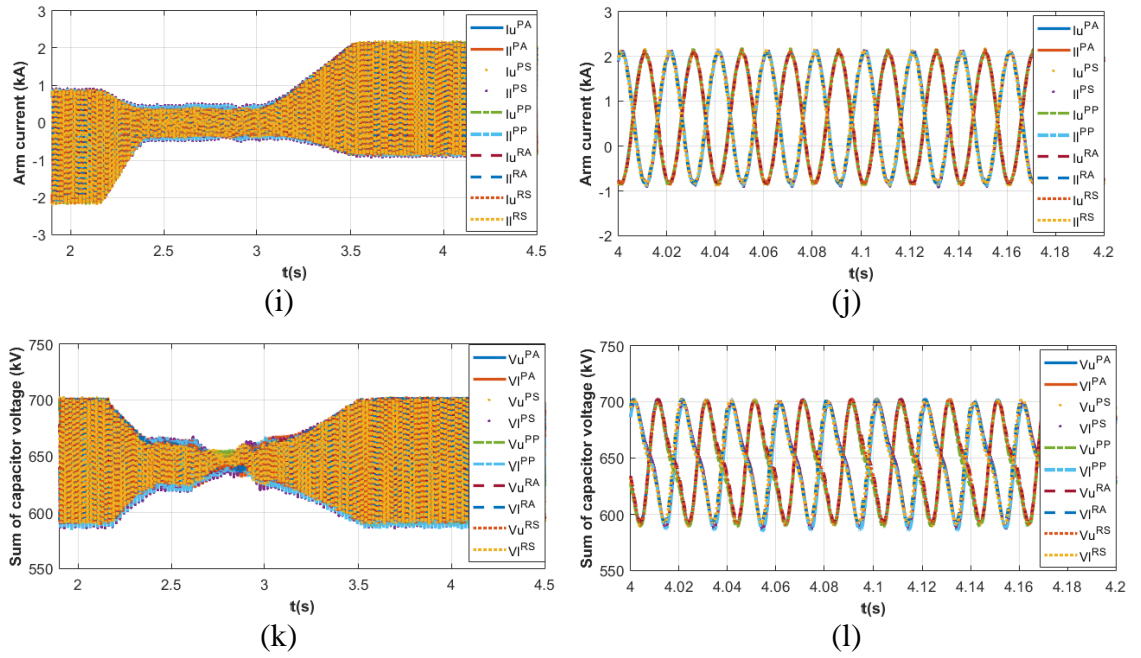 3
2
1
0
-1
-2
-3
Arm current (kA)
2
2.5
3
3.5
4
4.5
t(s)
Iu^PA
Il^PA
Iu^PS
Il^PS
Iu^PP
Il^PP
Iu^RA
Il^RA
Iu^RS
Il^RS
(i)
3
2
1
0
-1
-2
Arm current (kA)
4
4.02
4.04
4.06
4.08
4.1
4.12
4.14
4.16
4.18
4.2
t(s)
Iu^PA
Il^PA
Iu^PS
Il^PS
Iu^PP
Il^PP
Iu^RA
Il^RA
Iu^RS
Il^RS
(j)
750
700
650
600
550
Sum of capacitor voltage (kV)
2
2.5
3
3.5
4
4.5
t(s)
Vu^PA
Vl^PA
Vu^PS
Vl^PS
Vu^PP
Vl^PP
Vu^RA
Vl^RA
Vu^RS
Vl^RS
(k)
750
700
650
600
550
Sum of capacitor voltage (kV)
4
4.02
4.04
4.06
4.08
4.1
4.12
4.14
4.16
4.18
4.2
t(s)
Vu^PA
Vl^PA
Vu^PS
Vl^PS
Vu^PP
Vl^PP
Vu^RA
Vl^RA
Vu^RS
Vl^RS
(l)